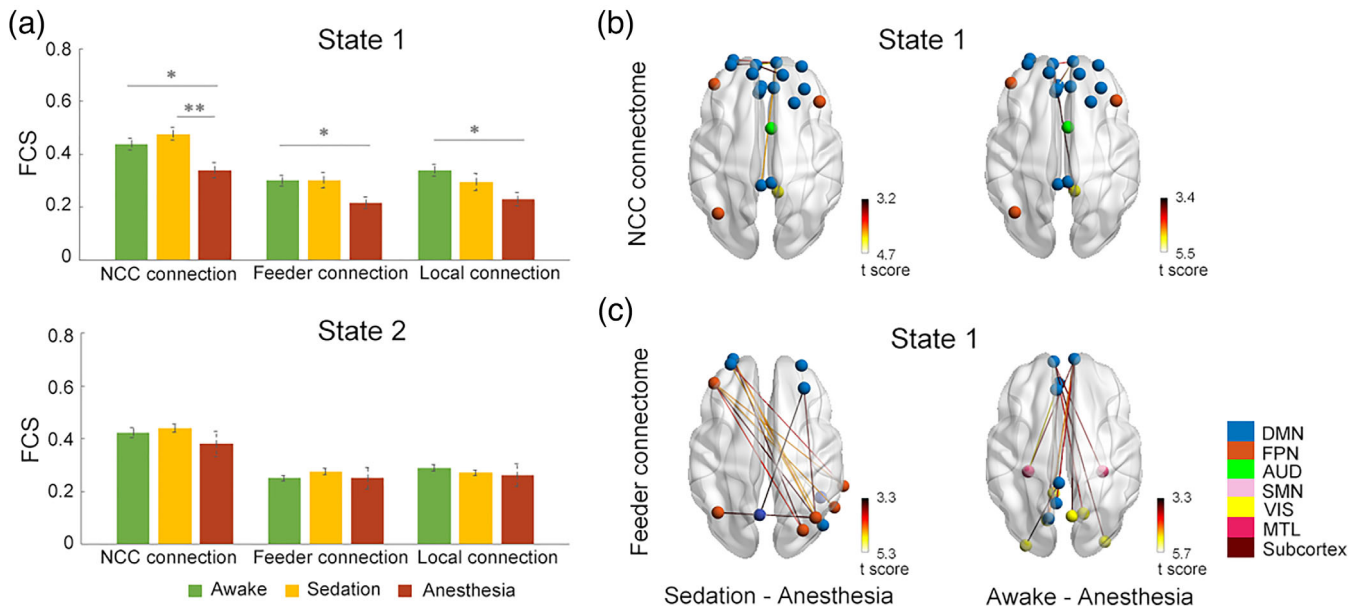 (a)
State 1
FCS
0.8
0.6
0.4
0.2
0
*
**
*
*
NCC connection
Feeder connection
Local connection
State 2
FCS
0.8
0.6
0.4
0.2
0
NCC connection
Feeder connection
Local connection
Awake
Sedation
Anesthesia
(b)
State 1
NCC connectome
3.2
4.7
t score
3.4
5.5
t score
(c)
State 1
Feeder connectome
3.3
5.3
t score
3.3
5.7
t score
Sedation - Anesthesia
Awake - Anesthesia
DMN
FPN
AUD
SMN
VIS
MTL
Subcortex